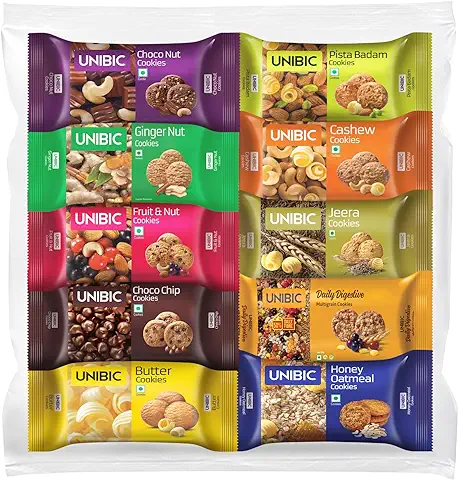 UNIBIC
Choco Nut
Cookies
UNIBIC
Ginger Nut
Cookies
UNIBIC
Fruit & Nut
Cookies
UNIBIC
Choco Chip
Cookies
UNIBIC
Butter
Cookies
UNIBIC
Pista Badam
Cookies
UNIBIC
Cashew
Cookies
UNIBIC
Jeera
Cookies
UNIBIC
Daily Digestive
Multigrain Cookies
Daily Digestive
UNIBIC
Honey
Oatmeal
Cookies